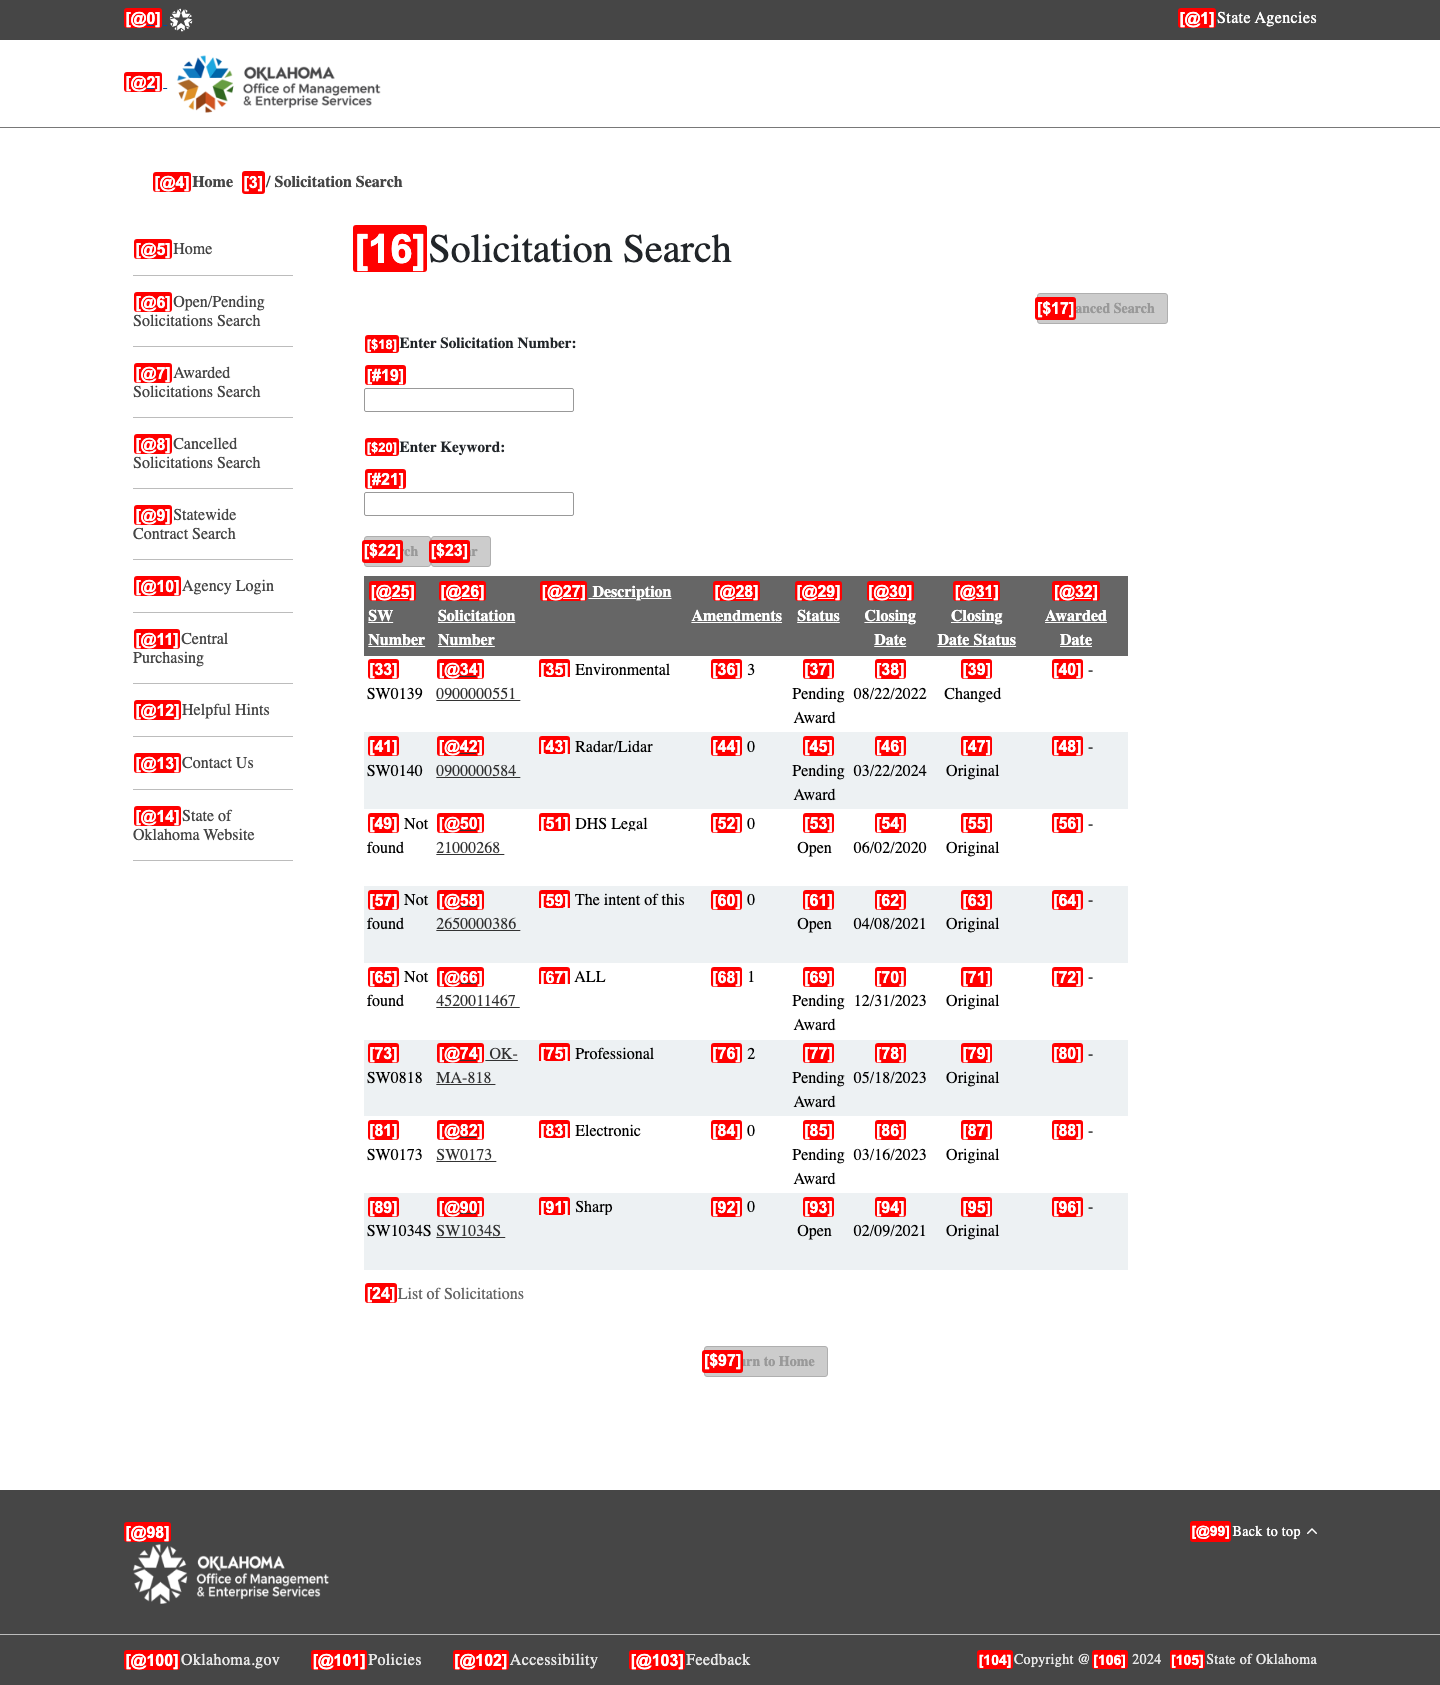 [@0]
[@1]State Agencies
[@2]
OKLAHOMA
Office of Management
& Enterprise Services
[@4]Home [3]/ Solicitation Search
[@5]Home
[@6]Open/Pending
Solicitations Search
[@7]Awarded
Solicitations Search
[@8]Cancelled
Solicitations Search
[@9]Statewide
Contract Search
[@10]Agency Login
[@11]Central
Purchasing
[@12]Helpful Hints
[@13]Contact Us
[@14]State of
Oklahoma Website
[16]Solicitation Search
[$17]anced Search
[$18]Enter Solicitation Number:
[#19]
[$20]Enter Keyword:
[#21]
[$22]ch [$23]r
[@25] [@26] [@27] Description [@28] [@29] [@30] [@31] [@32]
SW Solicitation Amendments Status Closing Closing Awarded
Number Number Date Date Status Date
[33] [@34] [35] Environmental [36] 3 [37] [38] [39] [40] -
SW0139 0900000551 Pending 08/22/2022 Changed
Award
[41] [@42] [43] Radar/Lidar [44] 0 [45] [46] [47] [48] -
SW0140 0900000584 Pending 03/22/2024 Original
Award
[49] Not [@50] [51] DHS Legal [52] 0 [53] [54] [55] [56] -
found 21000268 Open 06/02/2020 Original
[57] Not [@58] [59] The intent of this [60] 0 [61] [62] [63] [64] -
found 2650000386 Open 04/08/2021 Original
[65] Not [@66] [67] ALL [68] 1 [69] [70] [71] [72] -
found 4520011467 Pending 12/31/2023 Original
Award
[73] [@74] OK- [75] Professional [76] 2 [77] [78] [79] [80] -
SW0818 MA-818 Pending 05/18/2023 Original
Award
[81] [@82] [83] Electronic [84] 0 [85] [86] [87] [88] -
SW0173 SW0173 Pending 03/16/2023 Original
Award
[89] [@90] [91] Sharp [92] 0 [93] [94] [95] [96] -
SW1034S SW1034S Open 02/09/2021 Original
[24]List of Solicitations
[$97]rn to Home
[@98]
[@99]Back to top
OKLAHOMA
Office of Management
& Enterprise Services
[@100]Oklahoma.gov [@101]Policies [@102]Accessibility [@103]Feedback [104]Copyright @ [106] 2024 [105]State of Oklahoma